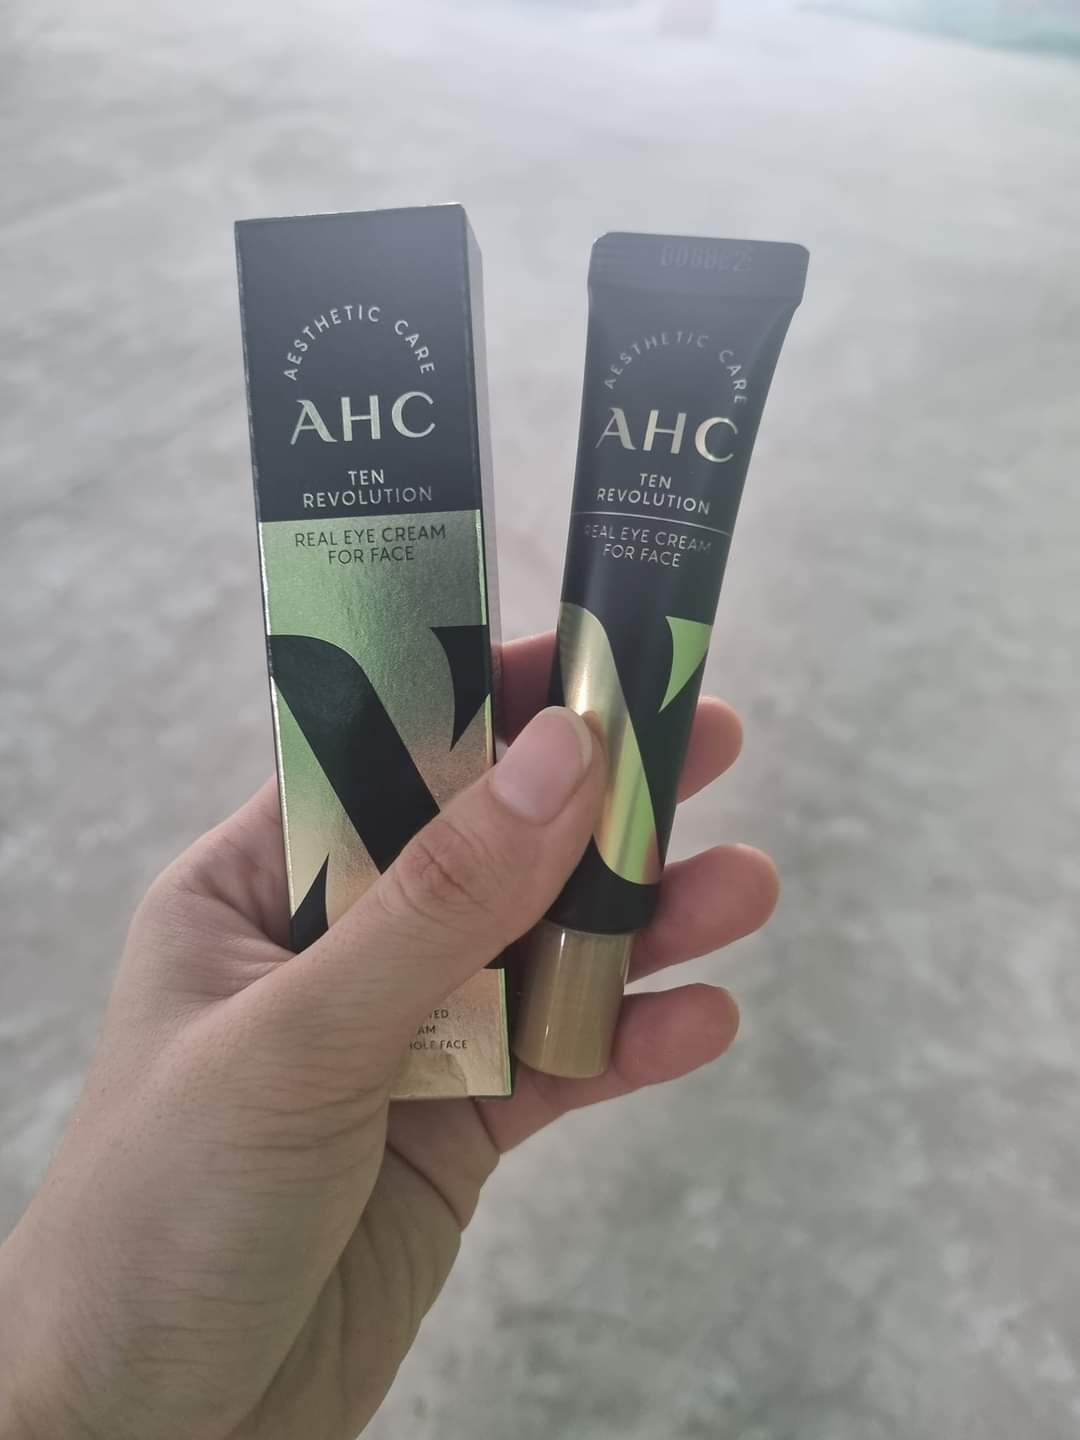 AESTHETIC CARE
AHC
TEN
REVOLUTION
REAL EYE CREAM
FOR FACE
FACE
AESTHETIC CARE
AHC
TEN
REVOLUTION
REAL EYE CREAM
FOR FACE